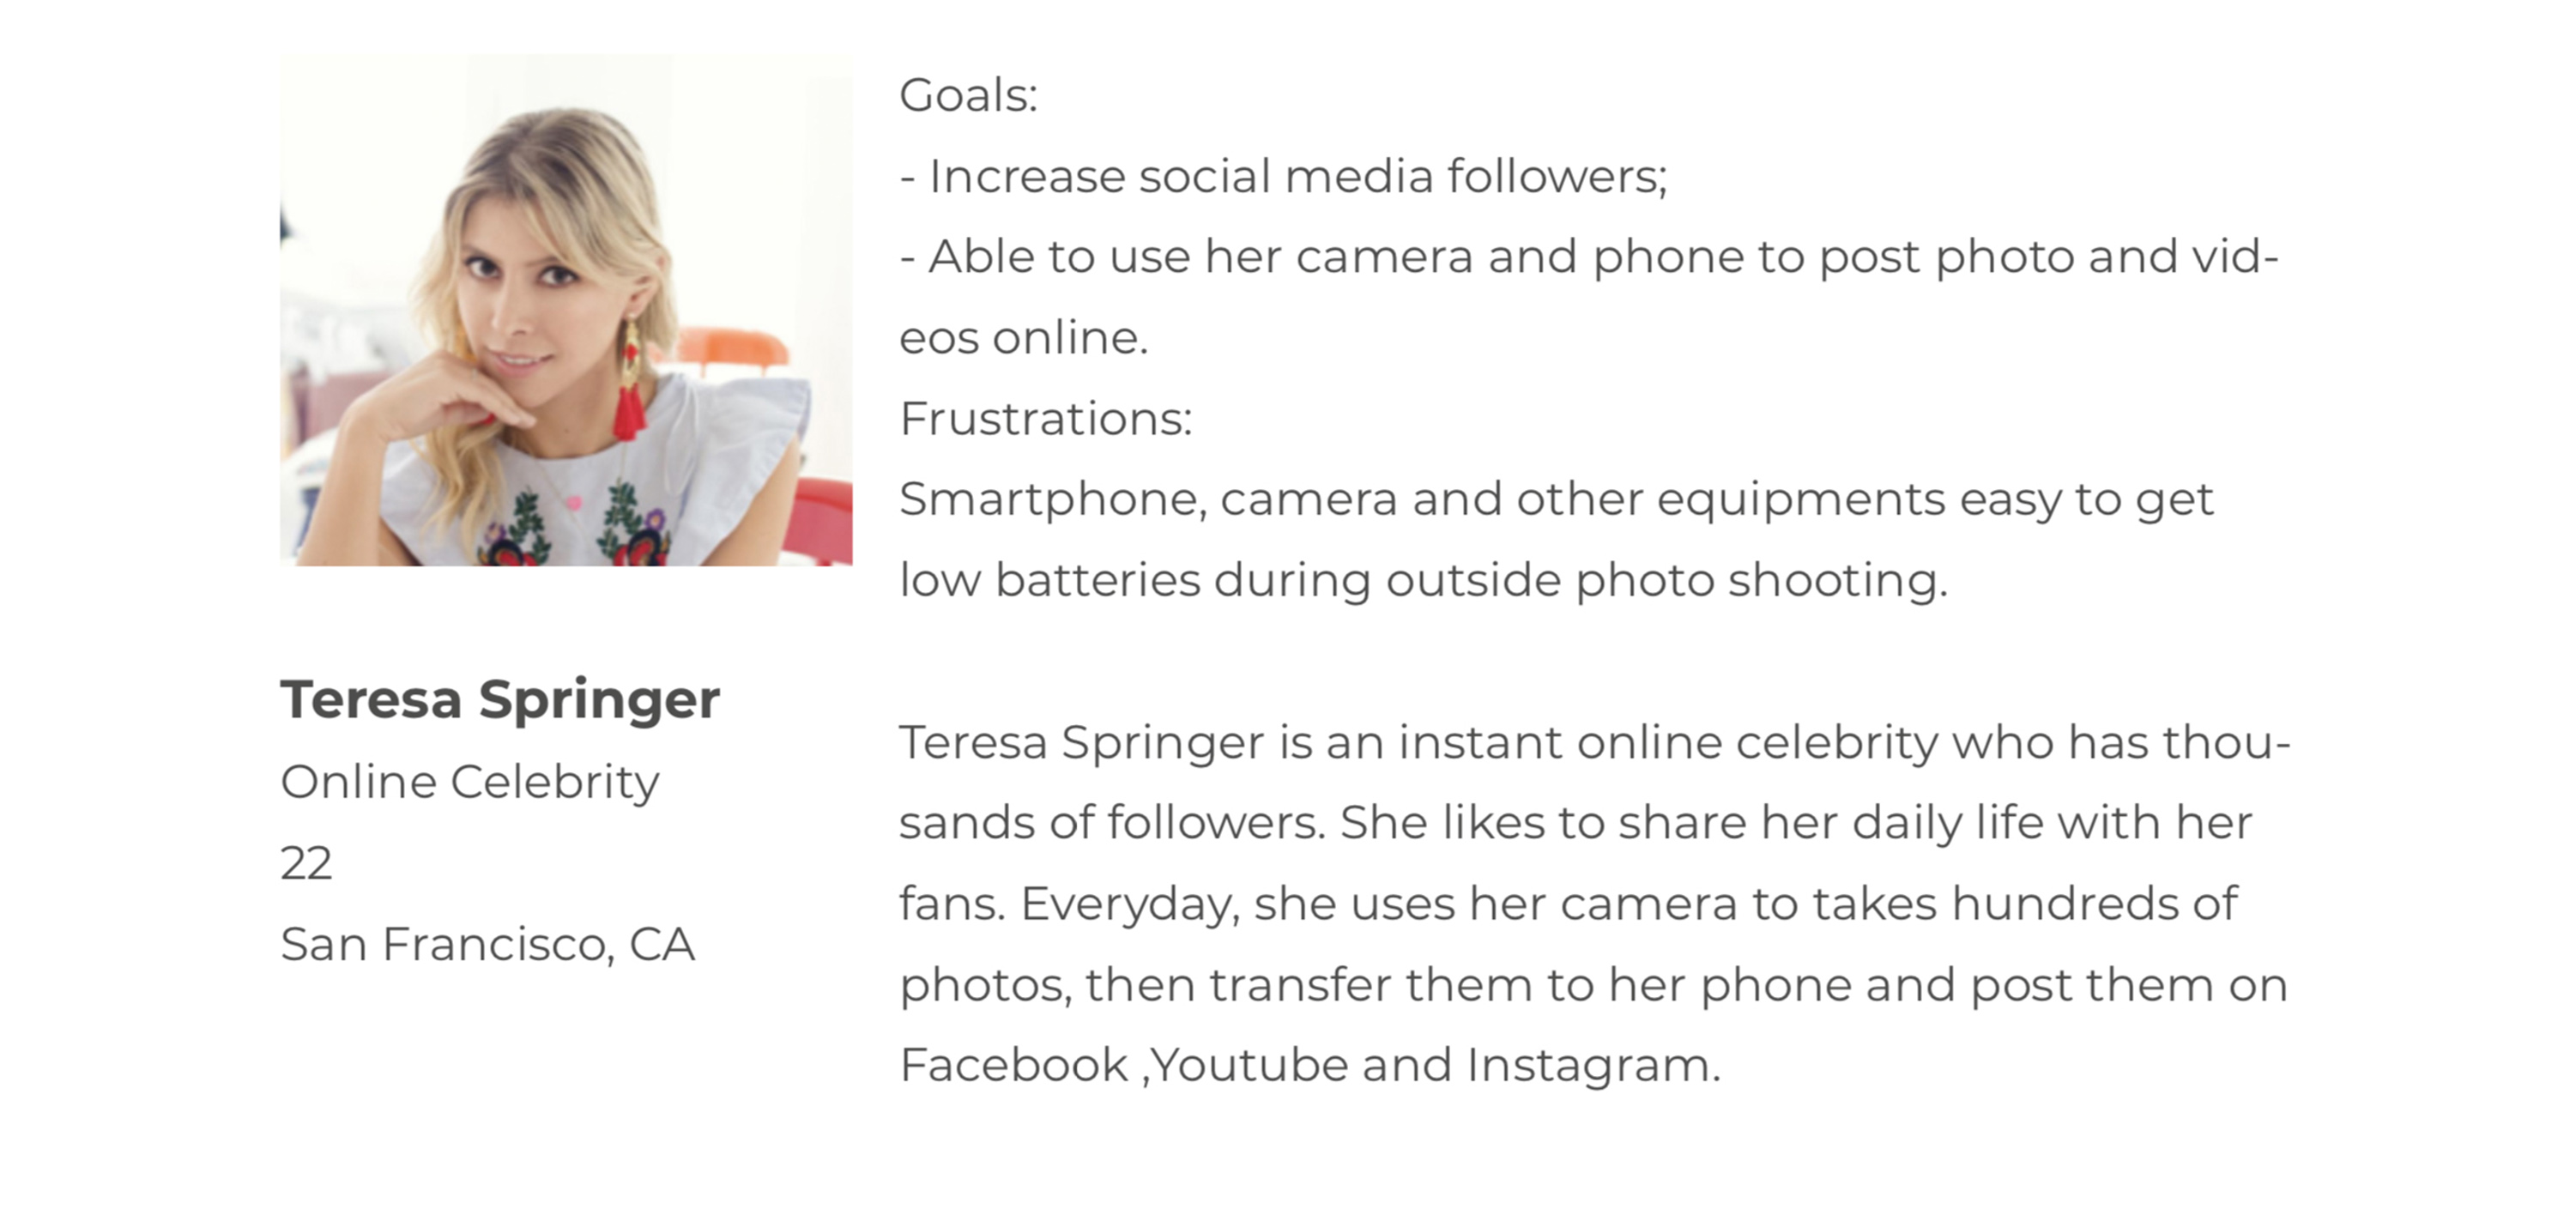 Goals:
- Increase social media followers;
- Able to use her camera and phone to post photo and vid-
eos online.
Frustrations:
Smartphone, camera and other equipments easy to get
low batteries during outside photo shooting.
Teresa Springer
Online Celebrity
22
San Francisco, CA
Teresa Springer is an instant online celebrity who has thou-
sands of followers. She likes to share her daily life with her
fans. Everyday, she uses her camera to takes hundreds of
photos, then transfer them to her phone and post them on
Facebook ,Youtube and Instagram.